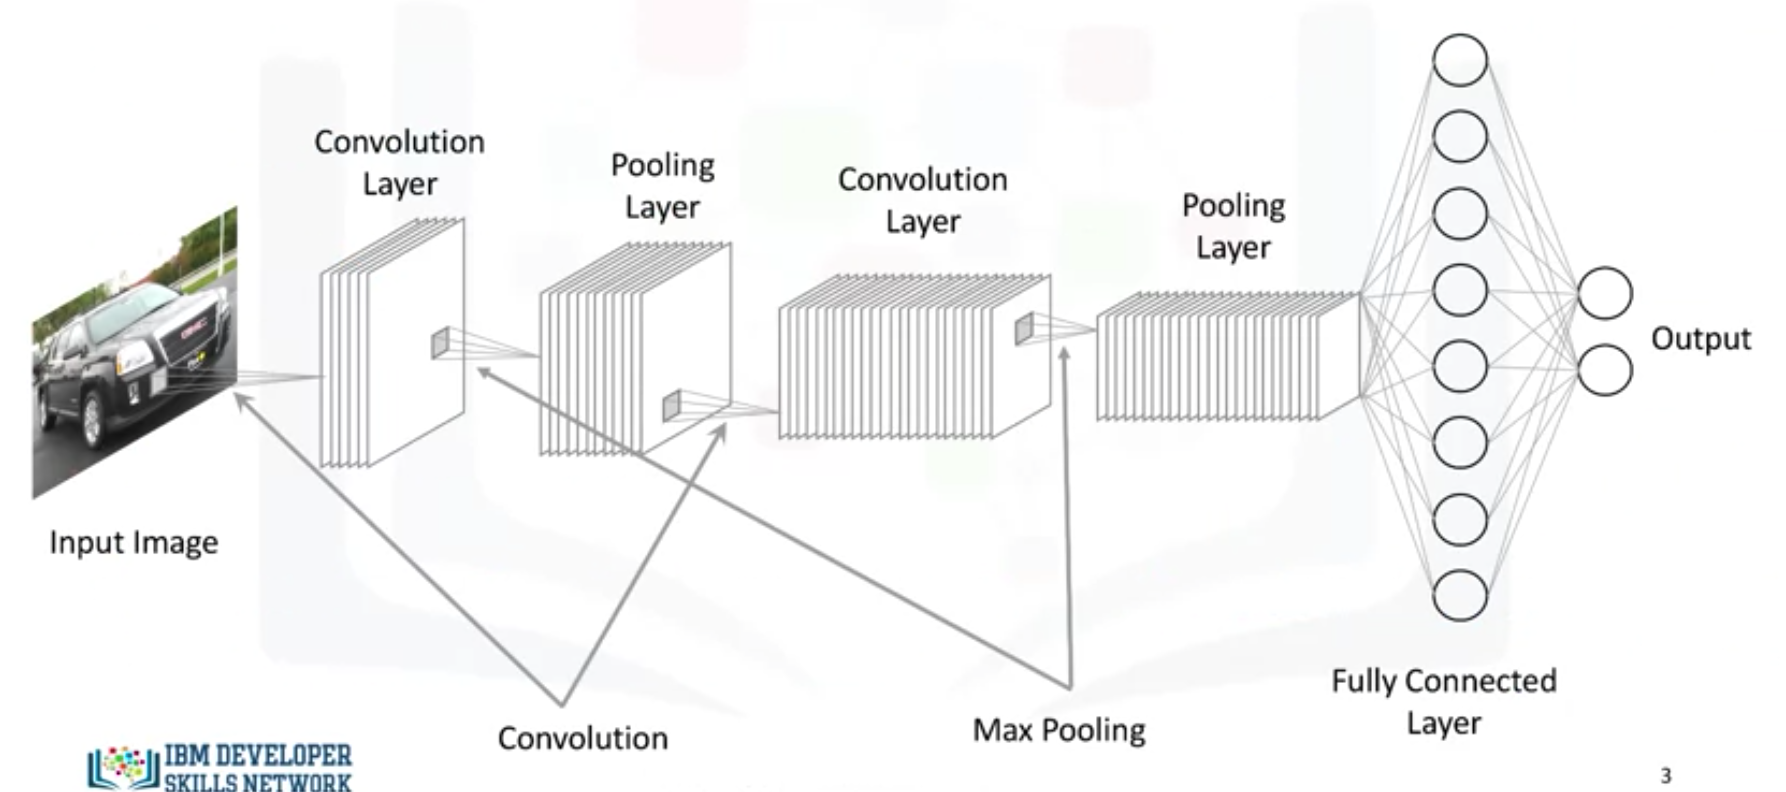 Convolution
Layer
Pooling
Layer
Convolution
Layer
Pooling
Layer
Output
Input Image
Fully Connected
Layer
Convolution
Max Pooling
IBM DEVELOPER
SKILLS NETWORK
3